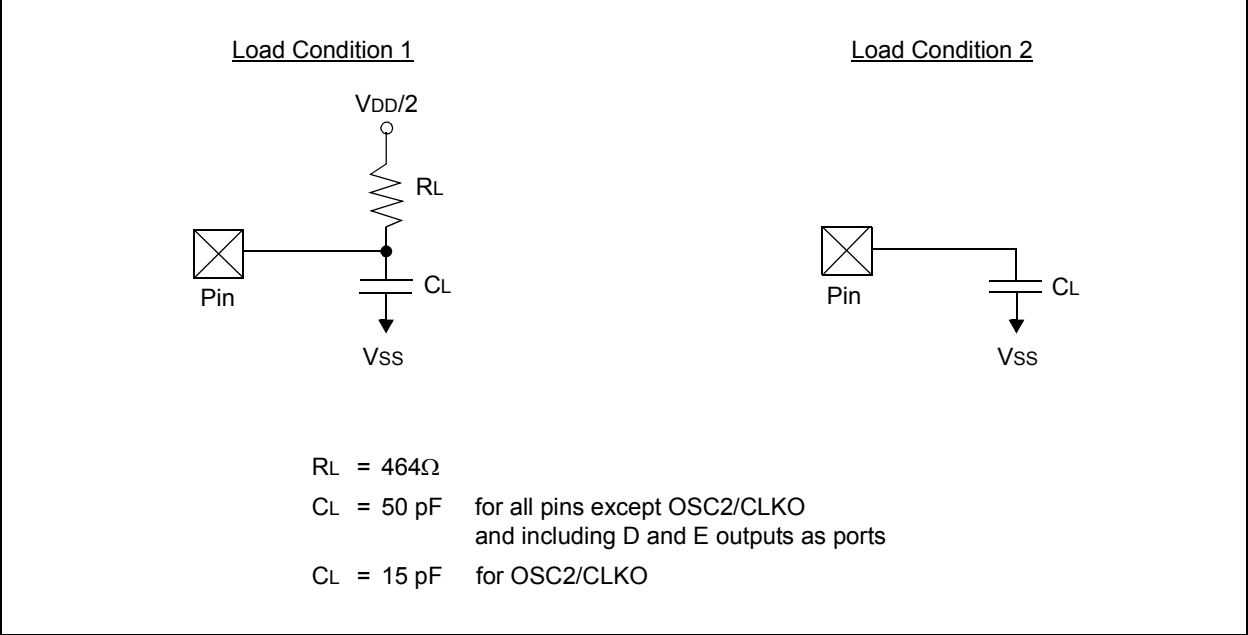 Load Condition 1
Load Condition 2
VDD/2
RL
CL
Pin
VSS
CL
Pin
VSS
RL = 464Ω
CL = 50 pF for all pins except OSC2/CLKO
and including D and E outputs as ports
CL = 15 pF for OSC2/CLKO